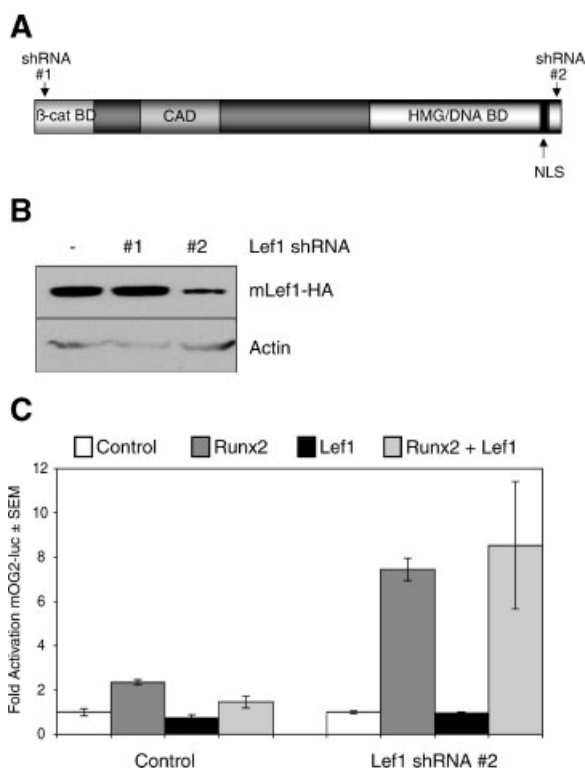 A
shRNA #1
shRNA #2
ß-cat BD
CAD
HMG/DNA BD
NLS
B
- #1 #2 Lef1 shRNA
mLef1-HA
Actin
C
Control Runx2 Lef1 Runx2 + Lef1
Fold Activation mOG2-luc ± SEM
12
10
8
6
4
2
0
Control Lef1 shRNA #2